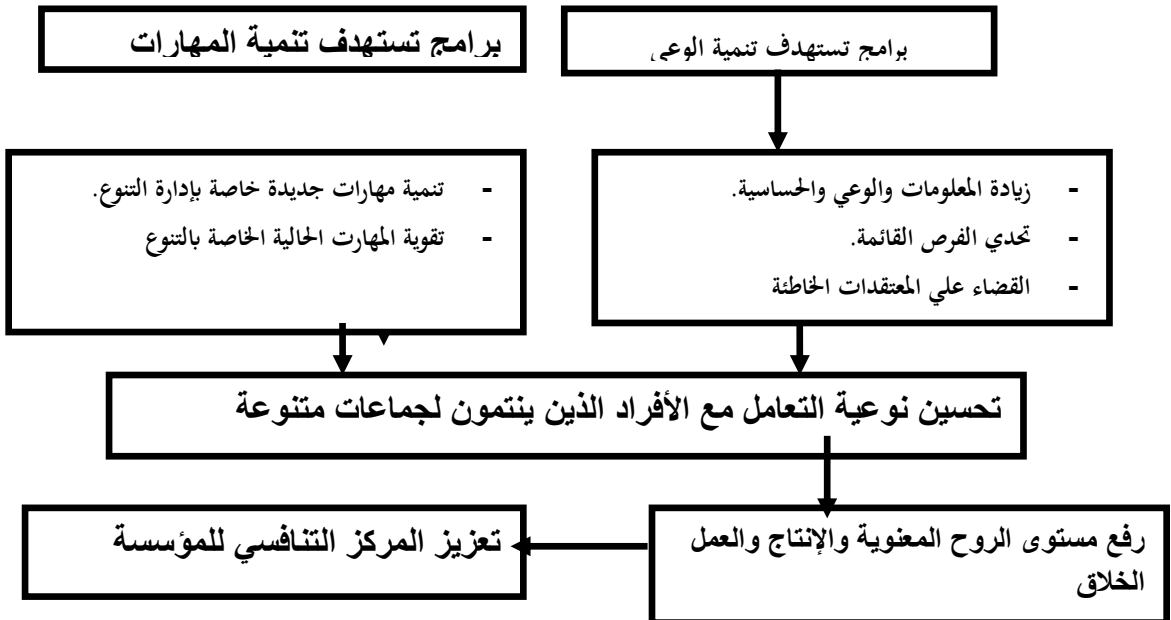 برامج تستهدف تنمية الوعي
برامج تستهدف تنمية المهارات
- زيادة المعلومات والوعي والحساسية.
- تحدي الفرص القائمة.
- القضاء علي المعتقدات الخاطئة
- تنمية مهارات جديدة خاصة بإدارة التنوع.
- تقوية المهارت الحالية الخاصة بالتنوع
تحسين نوعية التعامل مع الأفراد الذين ينتمون لجماعات متنوعة
رفع مستوى الروح المعنوية والإنتاج والعمل
الخلاق
تعزيز المركز التنافسي للمؤسسة